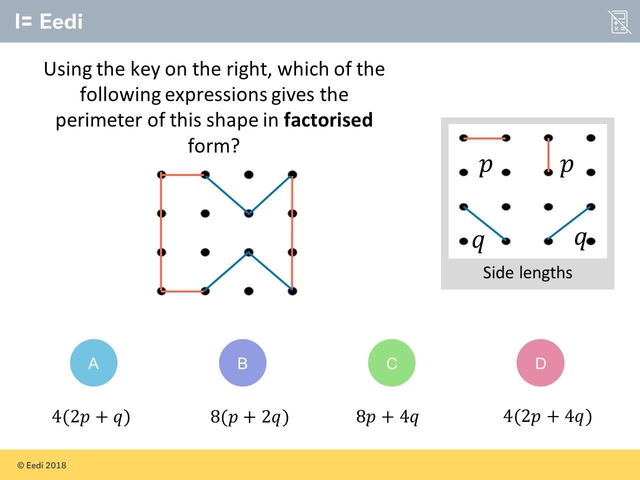 Eedi
Using the key on the right, which of the
following expressions gives the
perimeter of this shape in factorised
form?
p p
q q
Side lengths
A B C D
4(2p + q) 8(p + 2q) 8p + 4q 4(2p + 4q)
© Eedi 2018